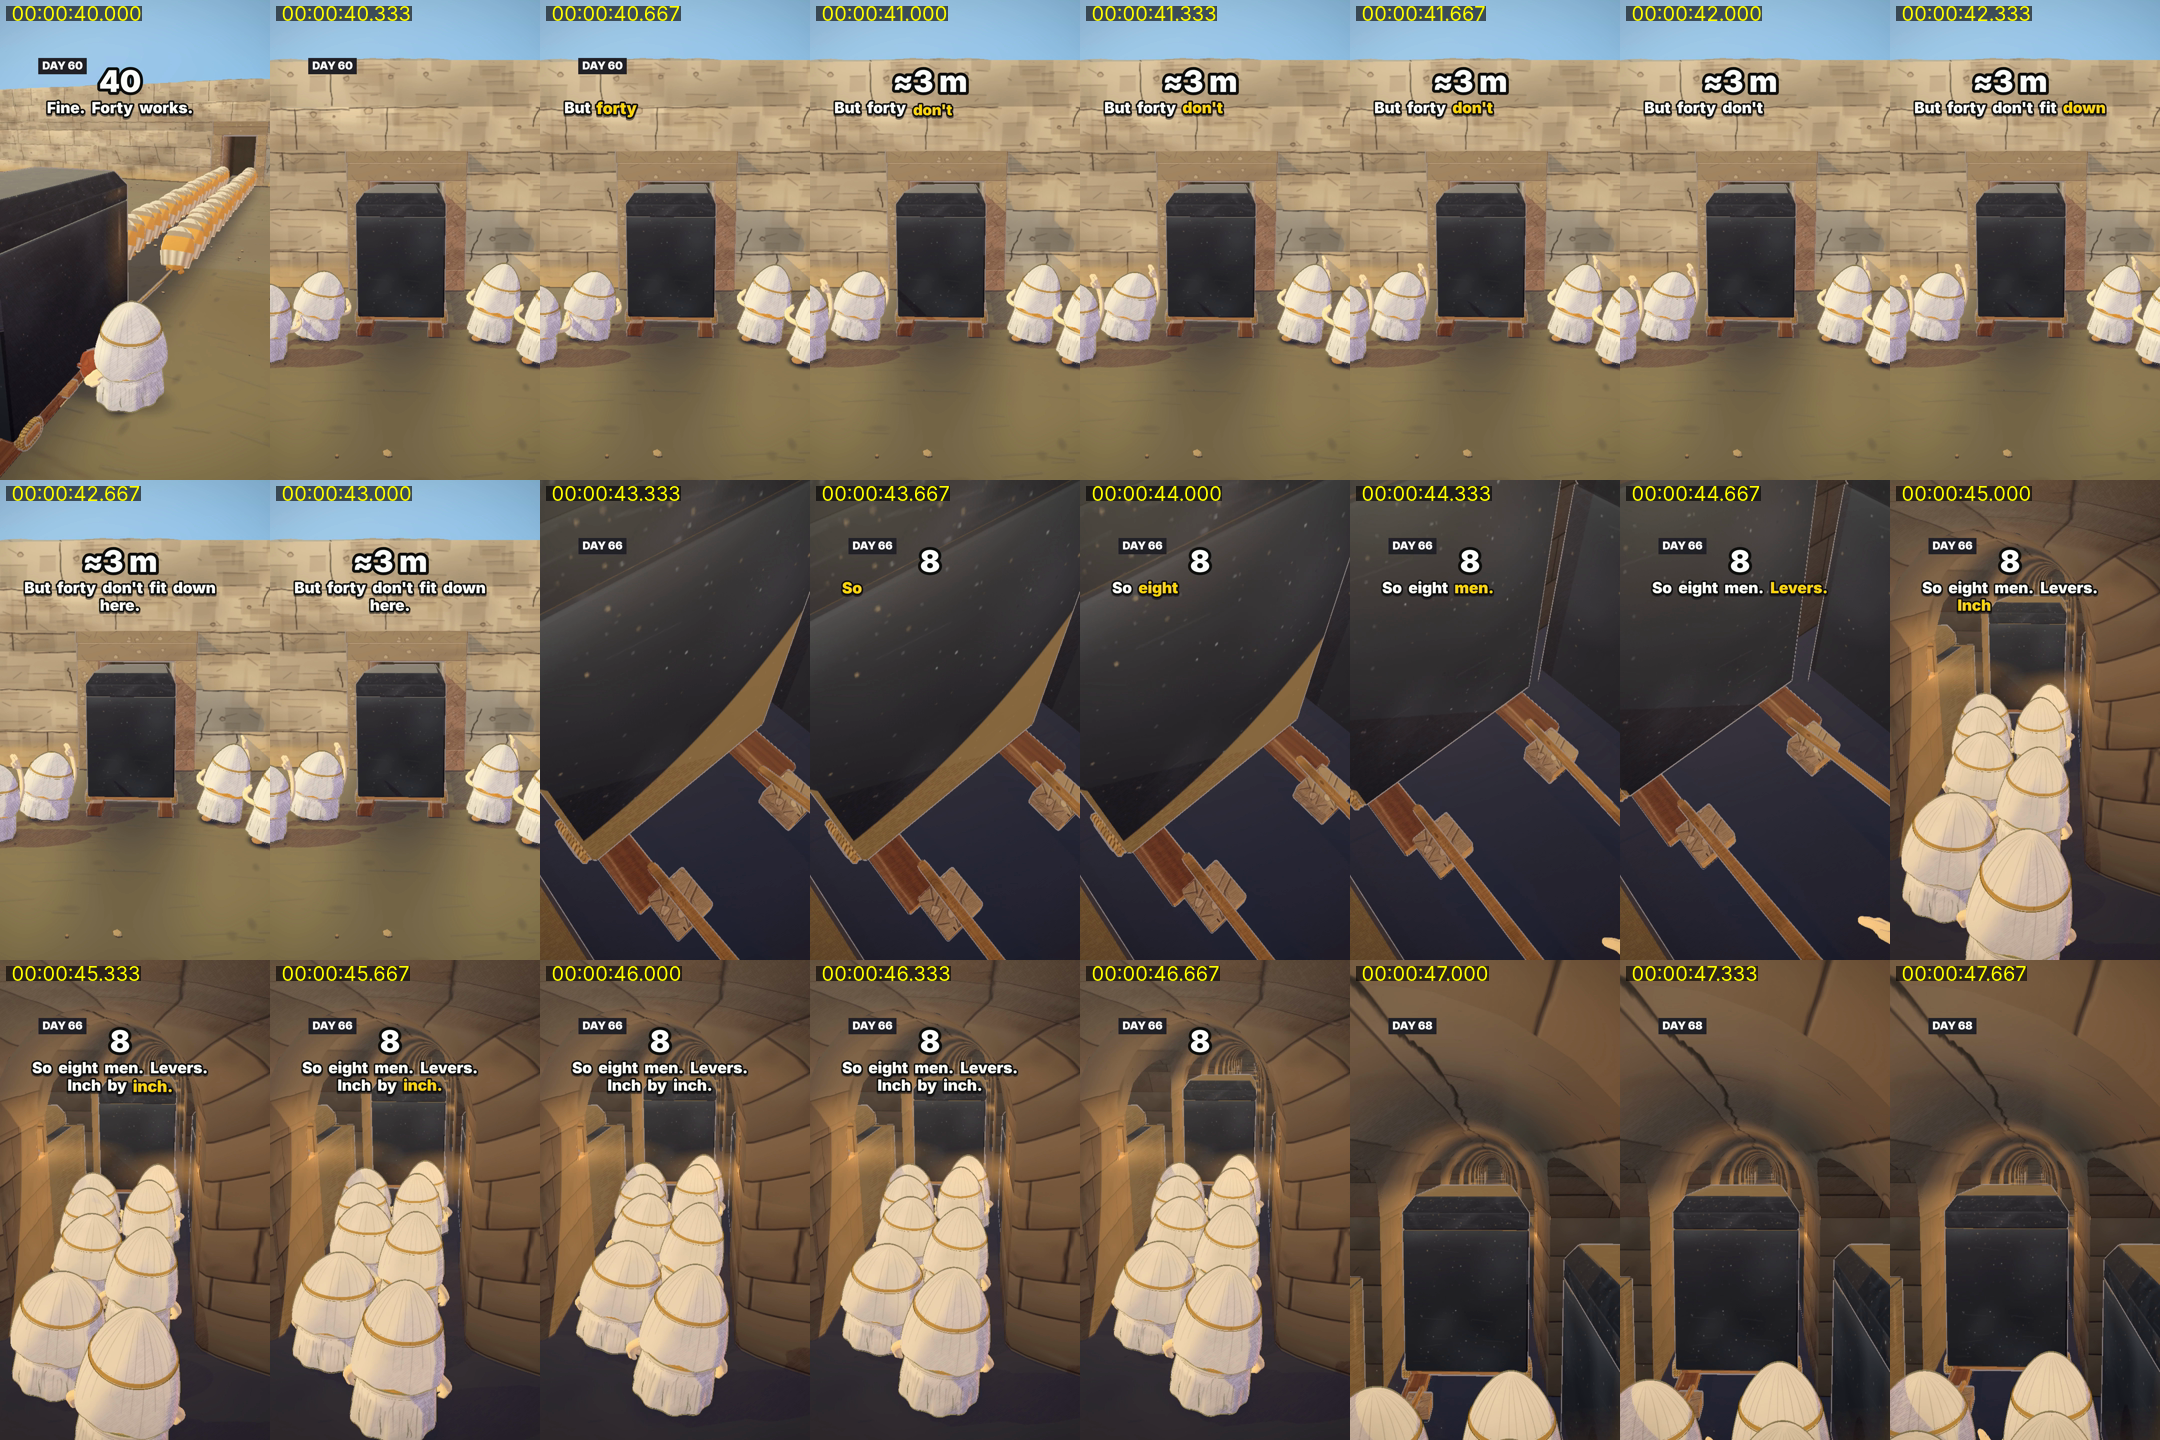 00:00:40.000
DAY 60
40
Fine. Forty works.
00:00:40.333
DAY 60
00:00:40.667
DAY 60
But forty
00:00:41.000
≈3 m
But forty don't
00:00:41.333
≈3 m
But forty don't
00:00:41.667
≈3 m
But forty don't
00:00:42.000
≈3 m
But forty don't
00:00:42.333
≈3 m
But forty don't fit down
00:00:42.667
≈3 m
But forty don't fit down
here.
00:00:43.000
≈3 m
But forty don't fit down
here.
00:00:43.333
DAY 66
00:00:43.667
DAY 66
8
So
00:00:44.000
DAY 66
8
So eight
00:00:44.333
DAY 66
8
So eight men.
00:00:44.667
DAY 66
8
So eight men. Levers.
00:00:45.000
DAY 66
8
So eight men. Levers.
Inch
00:00:45.333
DAY 66
8
So eight men. Levers.
Inch by inch.
00:00:45.667
DAY 66
8
So eight men. Levers.
Inch by inch.
00:00:46.000
DAY 66
8
So eight men. Levers.
Inch by inch.
00:00:46.333
DAY 66
8
So eight men. Levers.
Inch by inch.
00:00:46.667
DAY 66
8
00:00:47.000
DAY 68
00:00:47.333
DAY 68
00:00:47.667
DAY 68